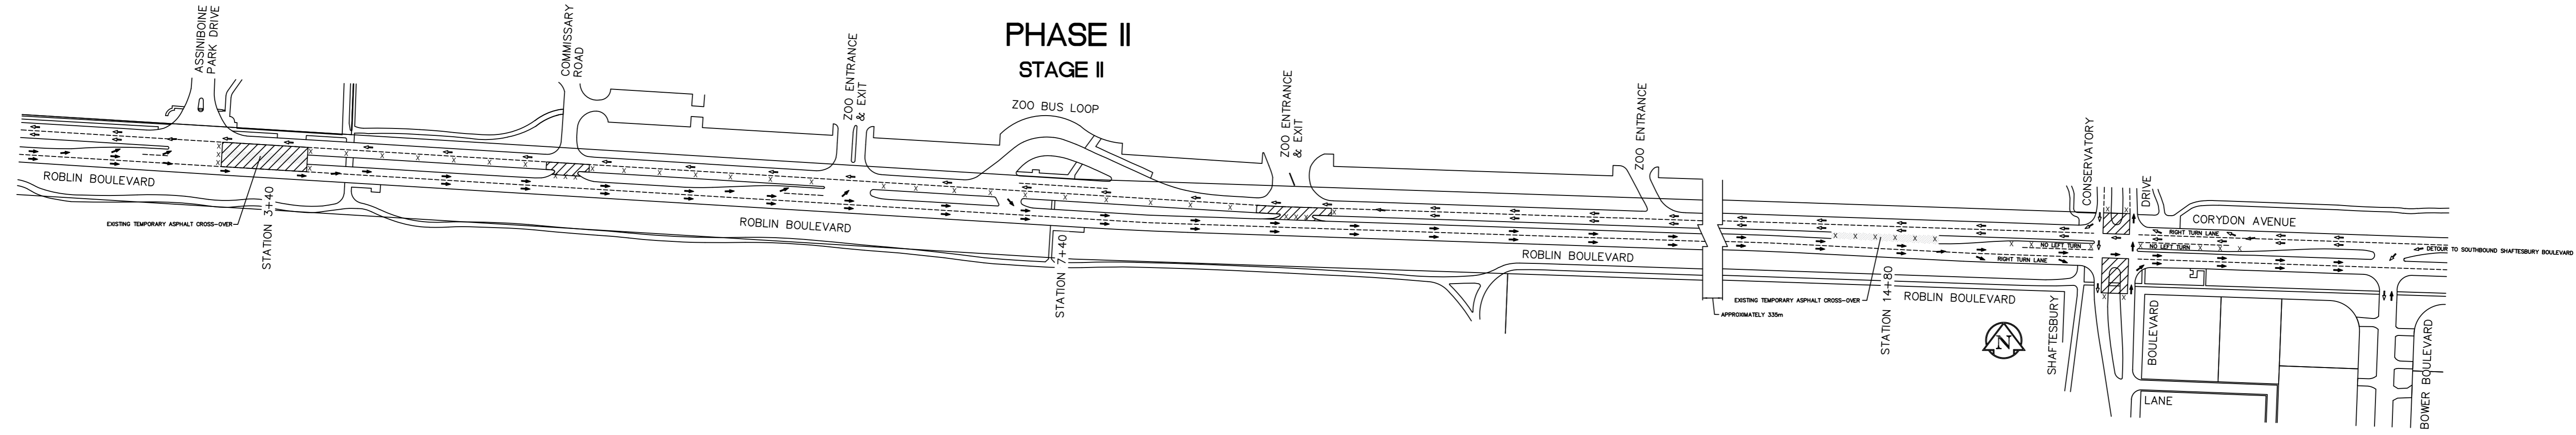 PHASE II
STAGE II
ASSINIBOINE
PARK DRIVE
COMMISSARY
ROAD
ZOO ENTRANCE
& EXIT
ZOO BUS LOOP
ZOO ENTRANCE
& EXIT
ZOO ENTRANCE
CONSERVATORY
DRIVE
CORYDON AVENUE
RIGHT TURN LANE
NO LEFT TURN
NO LEFT TURN
RIGHT TURN LANE
DETOUR TO SOUTHBOUND SHAFTESBURY BOULEVARD
ROBLIN BOULEVARD
EXISTING TEMPORARY ASPHALT CROSS-OVER
STATION 3+40
ROBLIN BOULEVARD
STATION 7+40
ROBLIN BOULEVARD
EXISTING TEMPORARY ASPHALT CROSS-OVER
APPROXIMATELY 335m
STATION 14+80
ROBLIN BOULEVARD
N
SHAFTESBURY
BOULEVARD
LANE
BOWER BOULEVARD